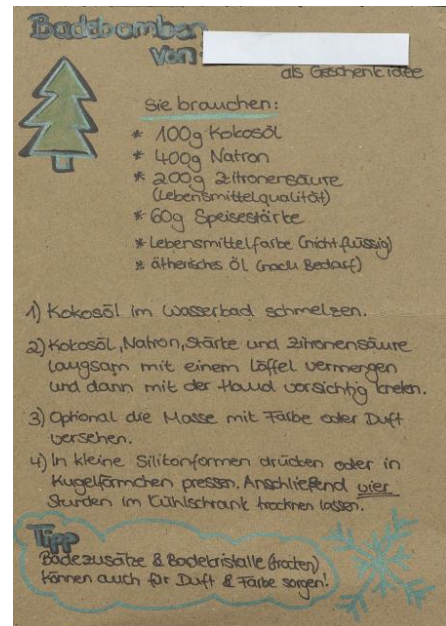 Badebomben
von
als Geschenkidee
Sie brauchen:
* 100g Kokosöl
* 400g Natron
* 200g Zitronensäure
(Lebensmittelqualität)
* 60g Speisestärke
* Lebensmittelfarbe (nicht flüssig)
* ätherisches Öl (nach Bedarf)
1) Kokosöl im Wasserbad schmelzen.
2) Kokosöl, Natron, Stärke und Zitronensäure
langsam mit einem Löffel vermengen
und dann mit der Hand vorsichtig kneten.
3) Optional die Masse mit Farbe oder Duft
versehen.
4) In kleine Silikonformen drücken oder in
Kugelförmchen pressen. Anschließend vier
Stunden im Kühlschrank trocknen lassen.
Tipp
Badezusätze & Badekristalle (trocken)
können auch für Duft & Farbe sorgen!